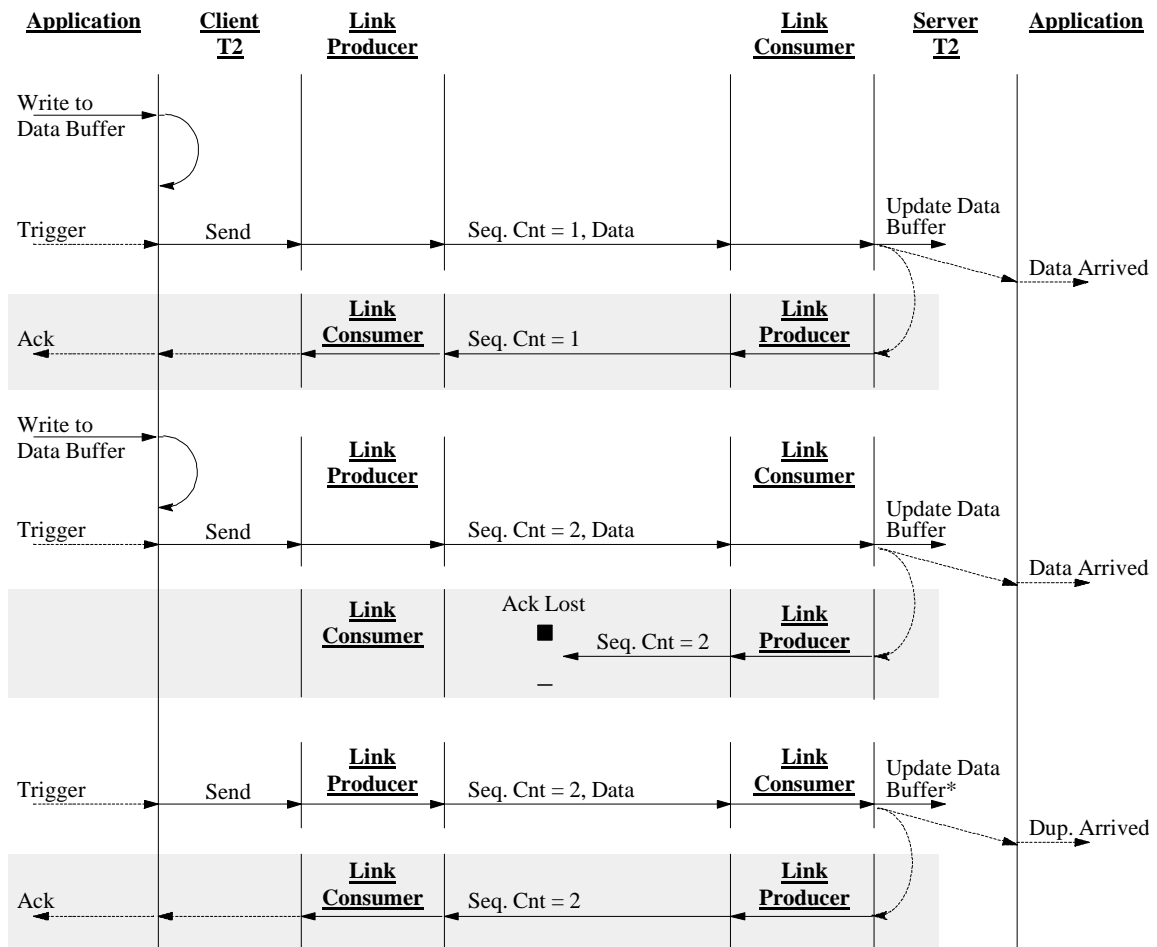 Application Client Link Link Server Application
T2 Producer Consumer T2
Write to
Data Buffer
Update Data
Trigger Send Seq. Cnt = 1, Data Buffer
Data Arrived
Link Link
Ack Consumer Seq. Cnt = 1 Producer
Write to
Data Buffer Link Link
Producer Consumer
Update Data
Trigger Send Seq. Cnt = 2, Data Buffer
Data Arrived
Link Ack Lost Link
Consumer Seq. Cnt = 2 Producer
Link Link Update Data
Trigger Send Producer Seq. Cnt = 2, Data Consumer Buffer*
Dup. Arrived
Link Link
Ack Consumer Seq. Cnt = 2 Producer